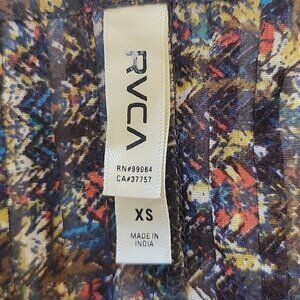 RVCA
RN#99064
CA#37757
XS
MADE IN
INDIA